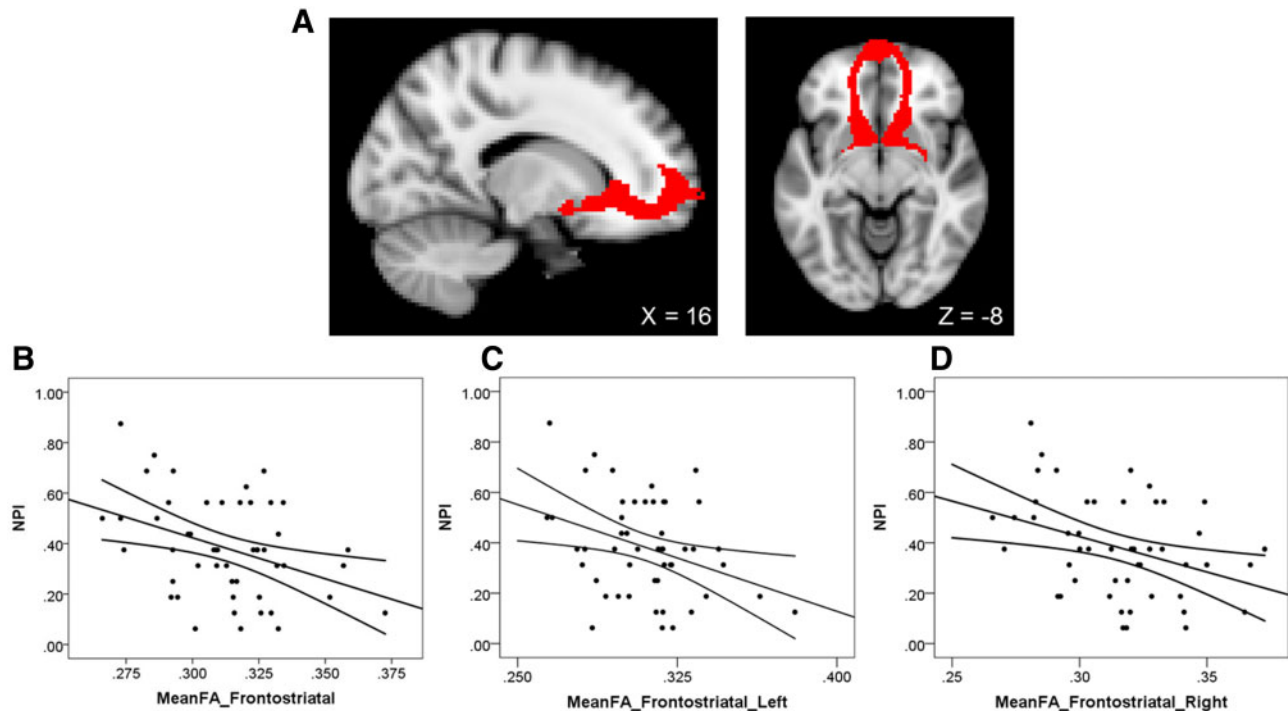 A
X = 16
Z = -8
B
1.00
.80
.60
.40
.20
.00
NPI
.275
.300
.325
.350
.375
MeanFA_Frontostriatal
C
1.00
.80
.60
.40
.20
.00
NPI
.250
.325
.400
MeanFA_Frontostriatal_Left
D
1.00
.80
.60
.40
.20
.00
NPI
.25
.30
.35
MeanFA_Frontostriatal_Right